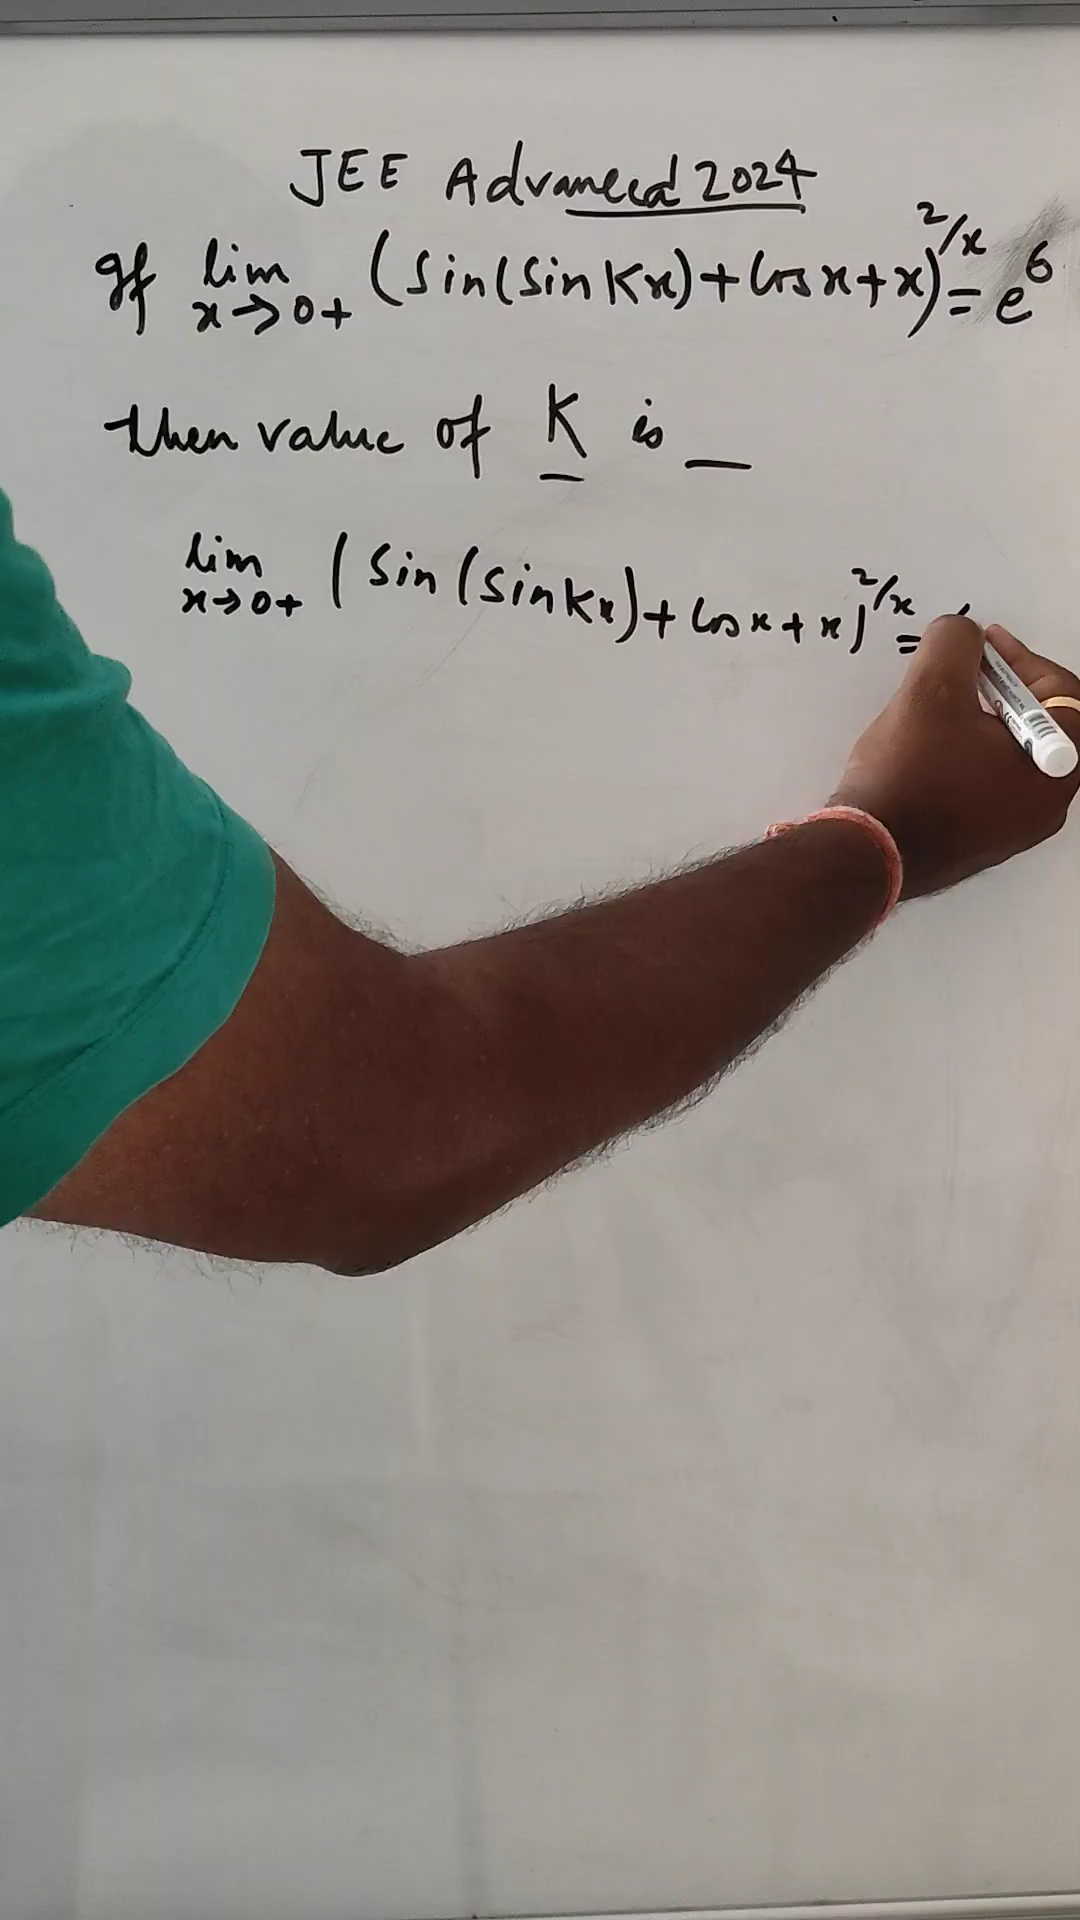 JEE Advanced 2024
If lim x→0+ (sin(sin Kx)+cos x+x)^2/x = e^6
then value of K is _
lim x→0+ (sin(sin Kx)+cos x+x)^2/x =